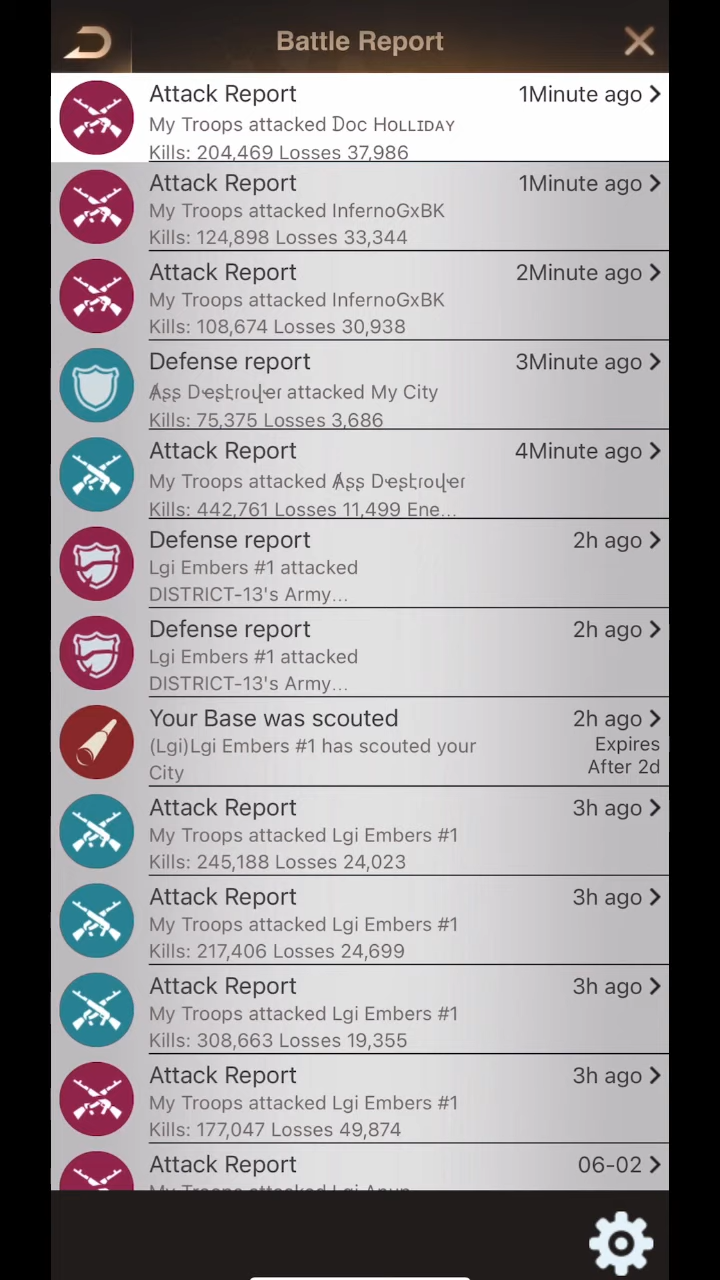 Battle Report
Attack Report
1Minute ago
My Troops attacked Doc Hᴏʟʟɪᴅᴀʏ
Kills: 204,469 Losses 37,986
Attack Report
1Minute ago
My Troops attacked InfernoGxBK
Kills: 124,898 Losses 33,344
Attack Report
2Minute ago
My Troops attacked InfernoGxBK
Kills: 108,674 Losses 30,938
Defense report
3Minute ago
attacked My City
Kills: 75,375 Losses 3,686
Attack Report
4Minute ago
My Troops attacked
Kills: 442,761 Losses 11,499 Ene...
Defense report
2h ago
Lgi Embers #1 attacked
DISTRICT-13's Army...
Defense report
2h ago
Lgi Embers #1 attacked
DISTRICT-13's Army...
Your Base was scouted
2h ago
(Lgi)Lgi Embers #1 has scouted your
City
Expires
After 2d
Attack Report
3h ago
My Troops attacked Lgi Embers #1
Kills: 245,188 Losses 24,023
Attack Report
3h ago
My Troops attacked Lgi Embers #1
Kills: 217,406 Losses 24,699
Attack Report
3h ago
My Troops attacked Lgi Embers #1
Kills: 308,663 Losses 19,355
Attack Report
3h ago
My Troops attacked Lgi Embers #1
Kills: 177,047 Losses 49,874
Attack Report
06-02
My Troops attacked Lgi